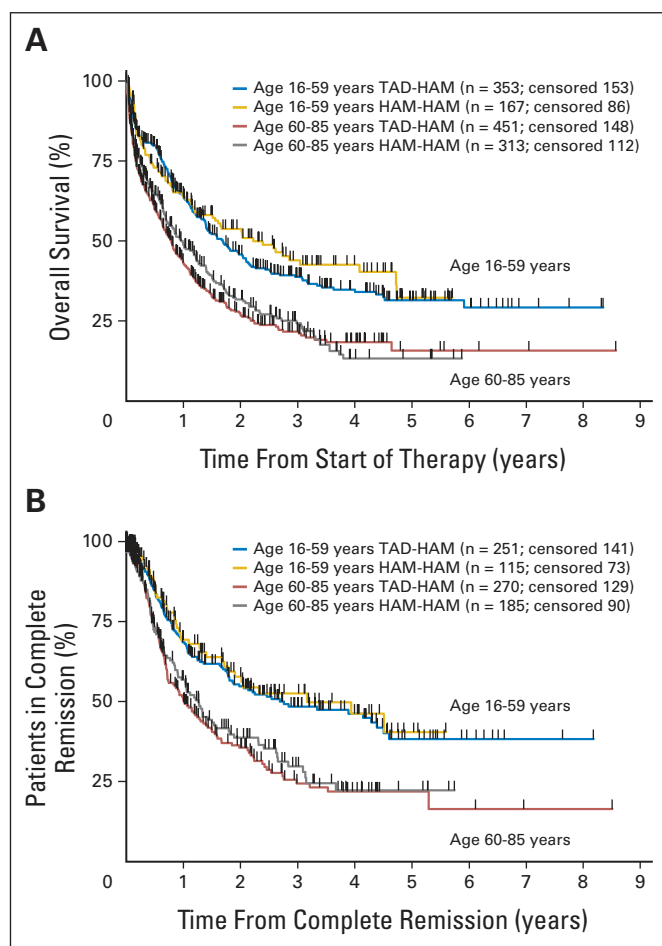 A
Age 16-59 years TAD-HAM (n = 353; censored 153)
Age 16-59 years HAM-HAM (n = 167; censored 86)
Age 60-85 years TAD-HAM (n = 451; censored 148)
Age 60-85 years HAM-HAM (n = 313; censored 112)
Overall Survival (%)
100
75
50
25
Age 16-59 years
Age 60-85 years
0 1 2 3 4 5 6 7 8 9
Time From Start of Therapy (years)
B
Age 16-59 years TAD-HAM (n = 251; censored 141)
Age 16-59 years HAM-HAM (n = 115; censored 73)
Age 60-85 years TAD-HAM (n = 270; censored 129)
Age 60-85 years HAM-HAM (n = 185; censored 90)
Patients in Complete
Remission (%)
100
75
50
25
Age 16-59 years
Age 60-85 years
0 1 2 3 4 5 6 7 8 9
Time From Complete Remission (years)